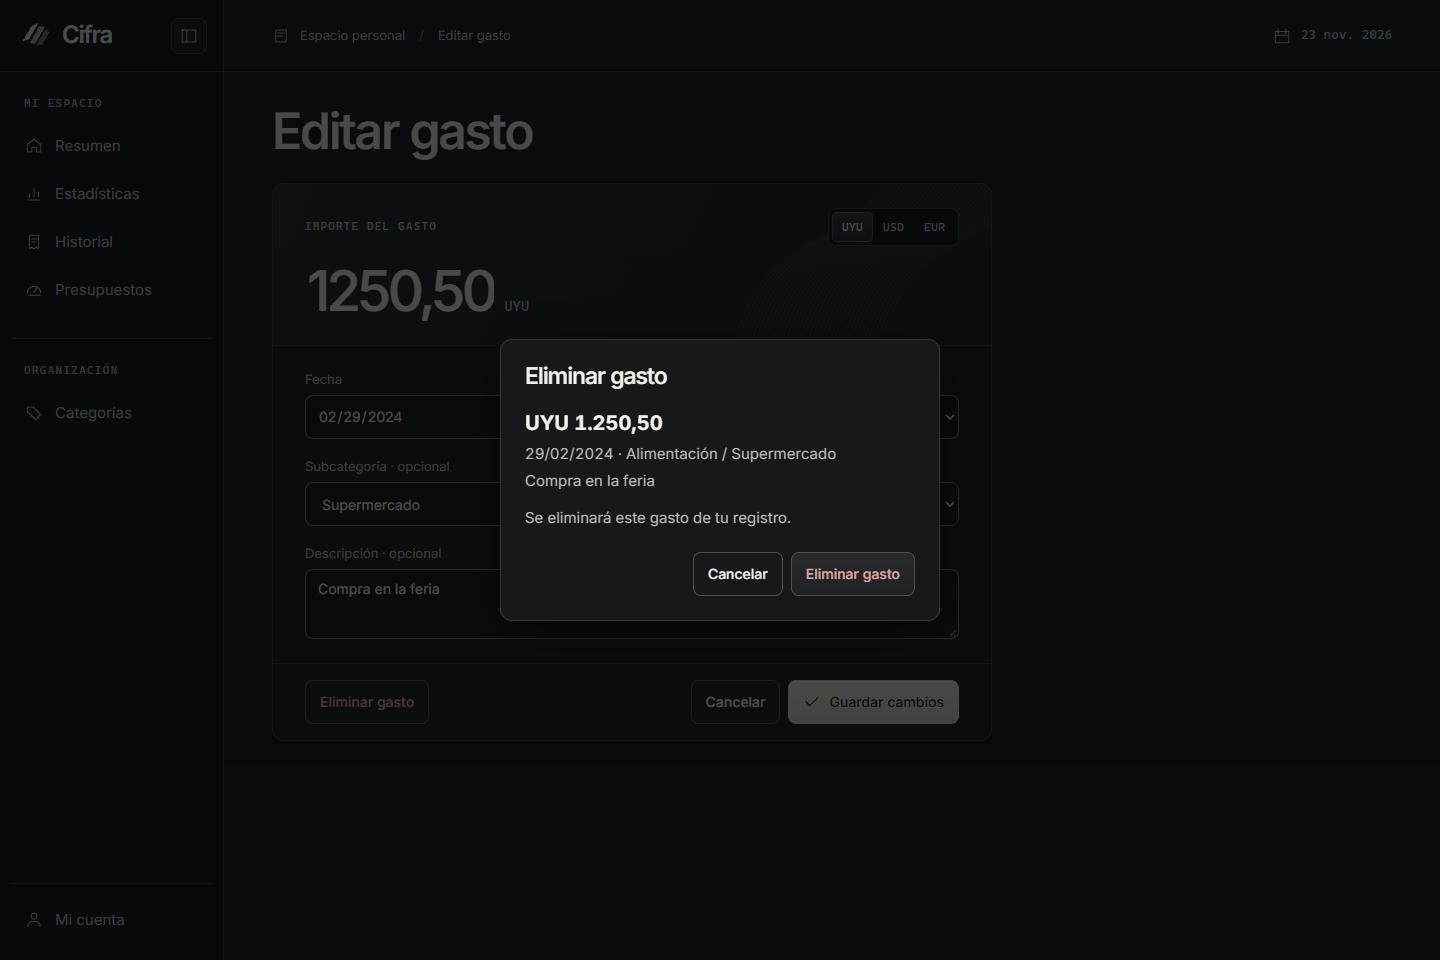 Cifra
Espacio personal / Editar gasto
23 nov. 2026
MI ESPACIO
Resumen
Estadísticas
Historial
Presupuestos
ORGANIZACIÓN
Categorías
Mi cuenta
Editar gasto
IMPORTE DEL GASTO
UYU USD EUR
1250,50 UYU
Fecha
02/29/2024
Subcategoría · opcional
Supermercado
Descripción · opcional
Compra en la feria
Eliminar gasto
Cancelar
Guardar cambios
Eliminar gasto
UYU 1.250,50
29/02/2024 · Alimentación / Supermercado
Compra en la feria
Se eliminará este gasto de tu registro.
Cancelar
Eliminar gasto